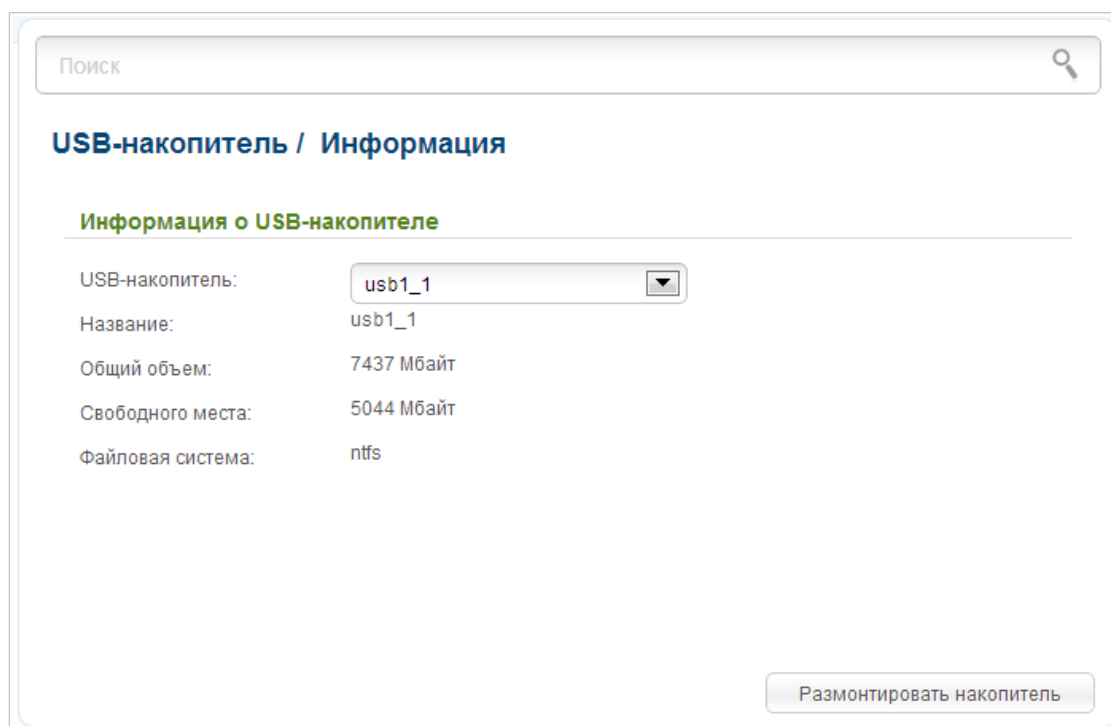 Поиск
USB-накопитель / Информация
Информация о USB-накопителе
USB-накопитель: usb1_1
Название: usb1_1
Общий объем: 7437 Мбайт
Свободного места: 5044 Мбайт
Файловая система: ntfs
Размонтировать накопитель